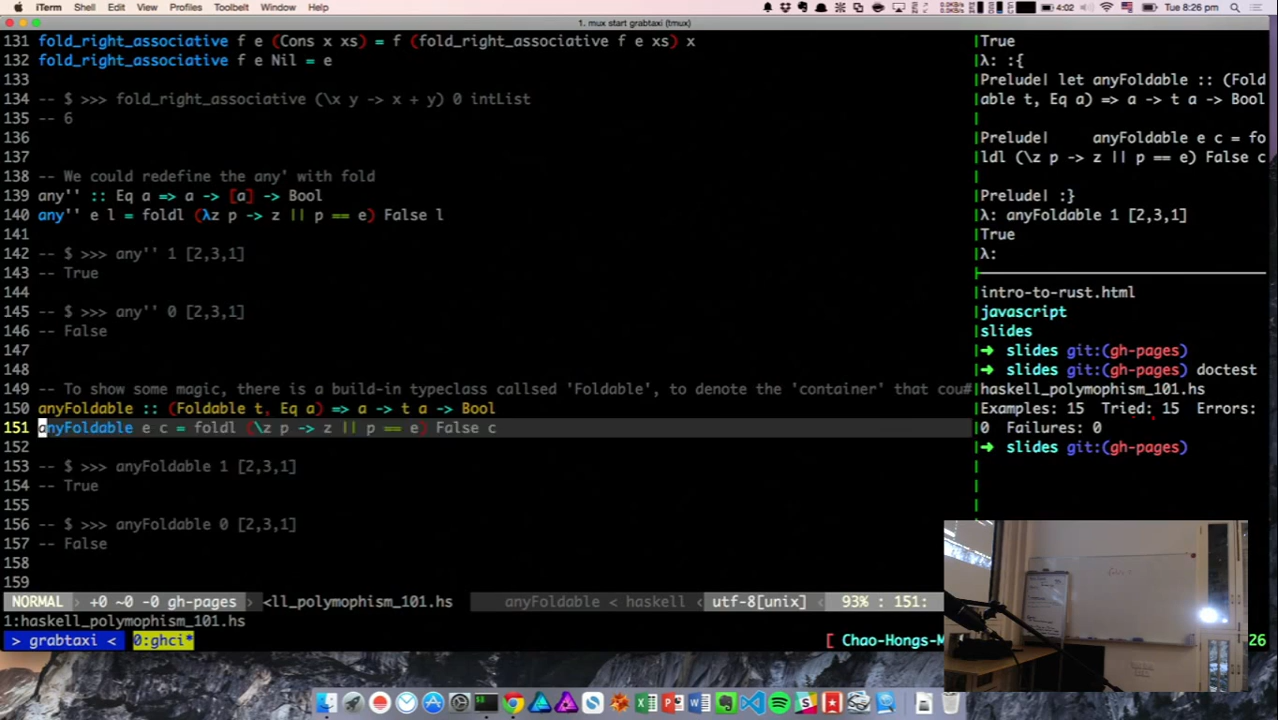 iTerm Shell Edit View Profiles Toolbelt Window Help 4:02 Tue 8:26 pm
1. mux start grabtaxi (tmux)
131 fold_right_associative f e (Cons x xs) = f (fold_right_associative f e xs) x
132 fold_right_associative f e Nil = e
133
134 -- $ >>> fold_right_associative (\x y -> x + y) 0 intList
135 -- 6
136
137
138 -- We could redefine the any' with fold
139 any'' :: Eq a => a -> [a] -> Bool
140 any'' e l = foldl (λz p -> z || p == e) False l
141
142 -- $ >>> any'' 1 [2,3,1]
143 -- True
144
145 -- $ >>> any'' 0 [2,3,1]
146 -- False
147
148
149 -- To show some magic, there is a build-in typeclass callsed 'Foldable', to denote the 'container' that cou#
150 anyFoldable :: (Foldable t, Eq a) => a -> t a -> Bool
151 anyFoldable e c = foldl (\z p -> z || p == e) False c
152
153 -- $ >>> anyFoldable 1 [2,3,1]
154 -- True
155
156 -- $ >>> anyFoldable 0 [2,3,1]
157 -- False
158
159
NORMAL +0 ~0 -0 gh-pages <ll_polymophism_101.hs anyFoldable < haskell < utf-8[unix] 93% : 151:
1:haskell_polymophism_101.hs
> grabtaxi < 0:ghci* [ Chao-Hongs-M 26
True
λ: :{
Prelude| let anyFoldable :: (Fold
able t, Eq a) => a -> t a -> Bool
Prelude| anyFoldable e c = fo
ldl (\z p -> z || p == e) False c
Prelude| :}
λ: anyFoldable 1 [2,3,1]
True
λ:
intro-to-rust.html
javascript
slides
➜ slides git:(gh-pages)
➜ slides git:(gh-pages) doctest
haskell_polymophism_101.hs
Examples: 15 Tried: 15 Errors:
0 Failures: 0
➜ slides git:(gh-pages)